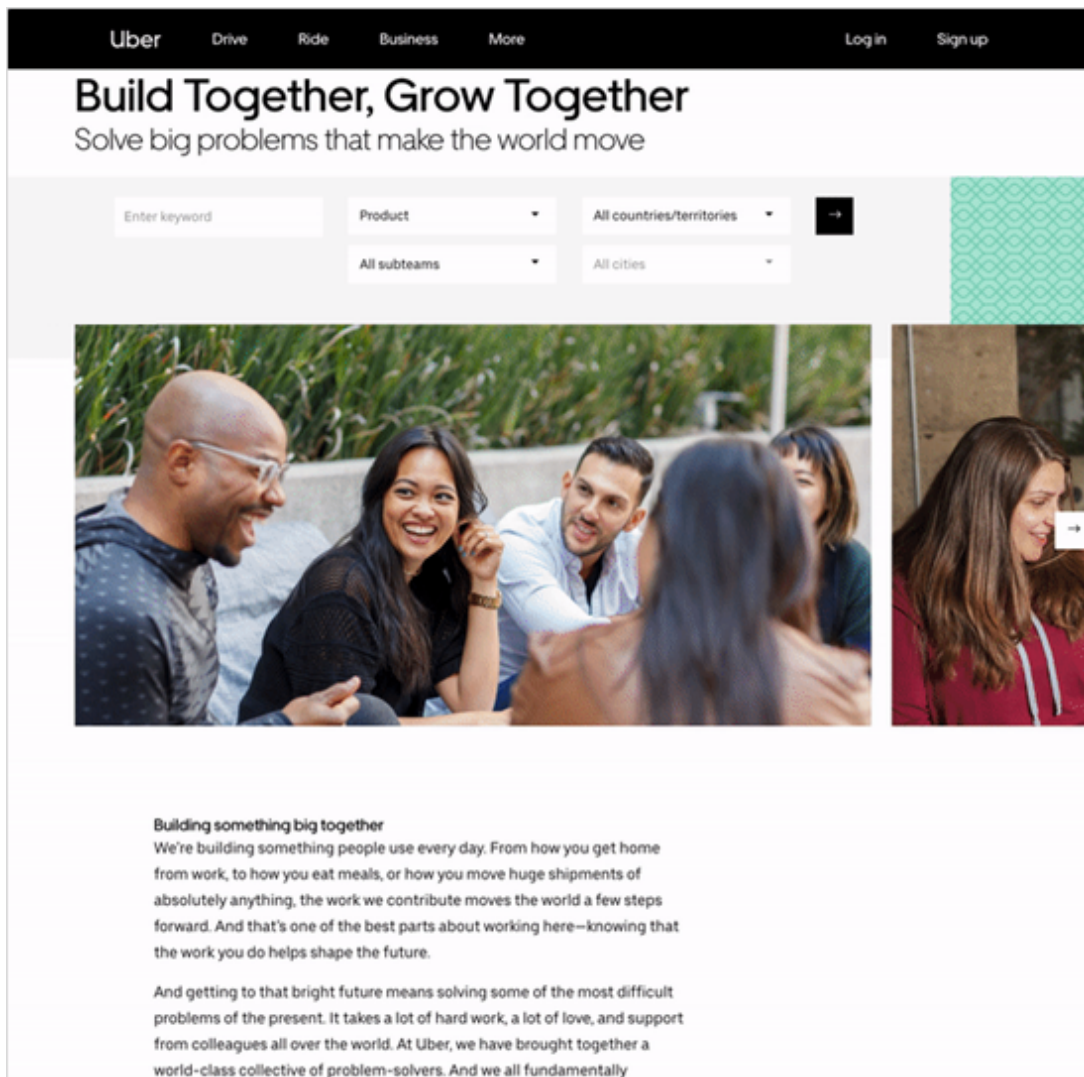 Uber Drive Ride Business More Log in Sign up
Build Together, Grow Together
Solve big problems that make the world move
Enter keyword Product All countries/territories →
All subteams All cities
→
Building something big together
We're building something people use every day. From how you get home
from work, to how you eat meals, or how you move huge shipments of
absolutely anything, the work we contribute moves the world a few steps
forward. And that's one of the best parts about working here—knowing that
the work you do helps shape the future.
And getting to that bright future means solving some of the most difficult
problems of the present. It takes a lot of hard work, a lot of love, and support
from colleagues all over the world. At Uber, we have brought together a
world-class collective of problem-solvers. And we all fundamentally